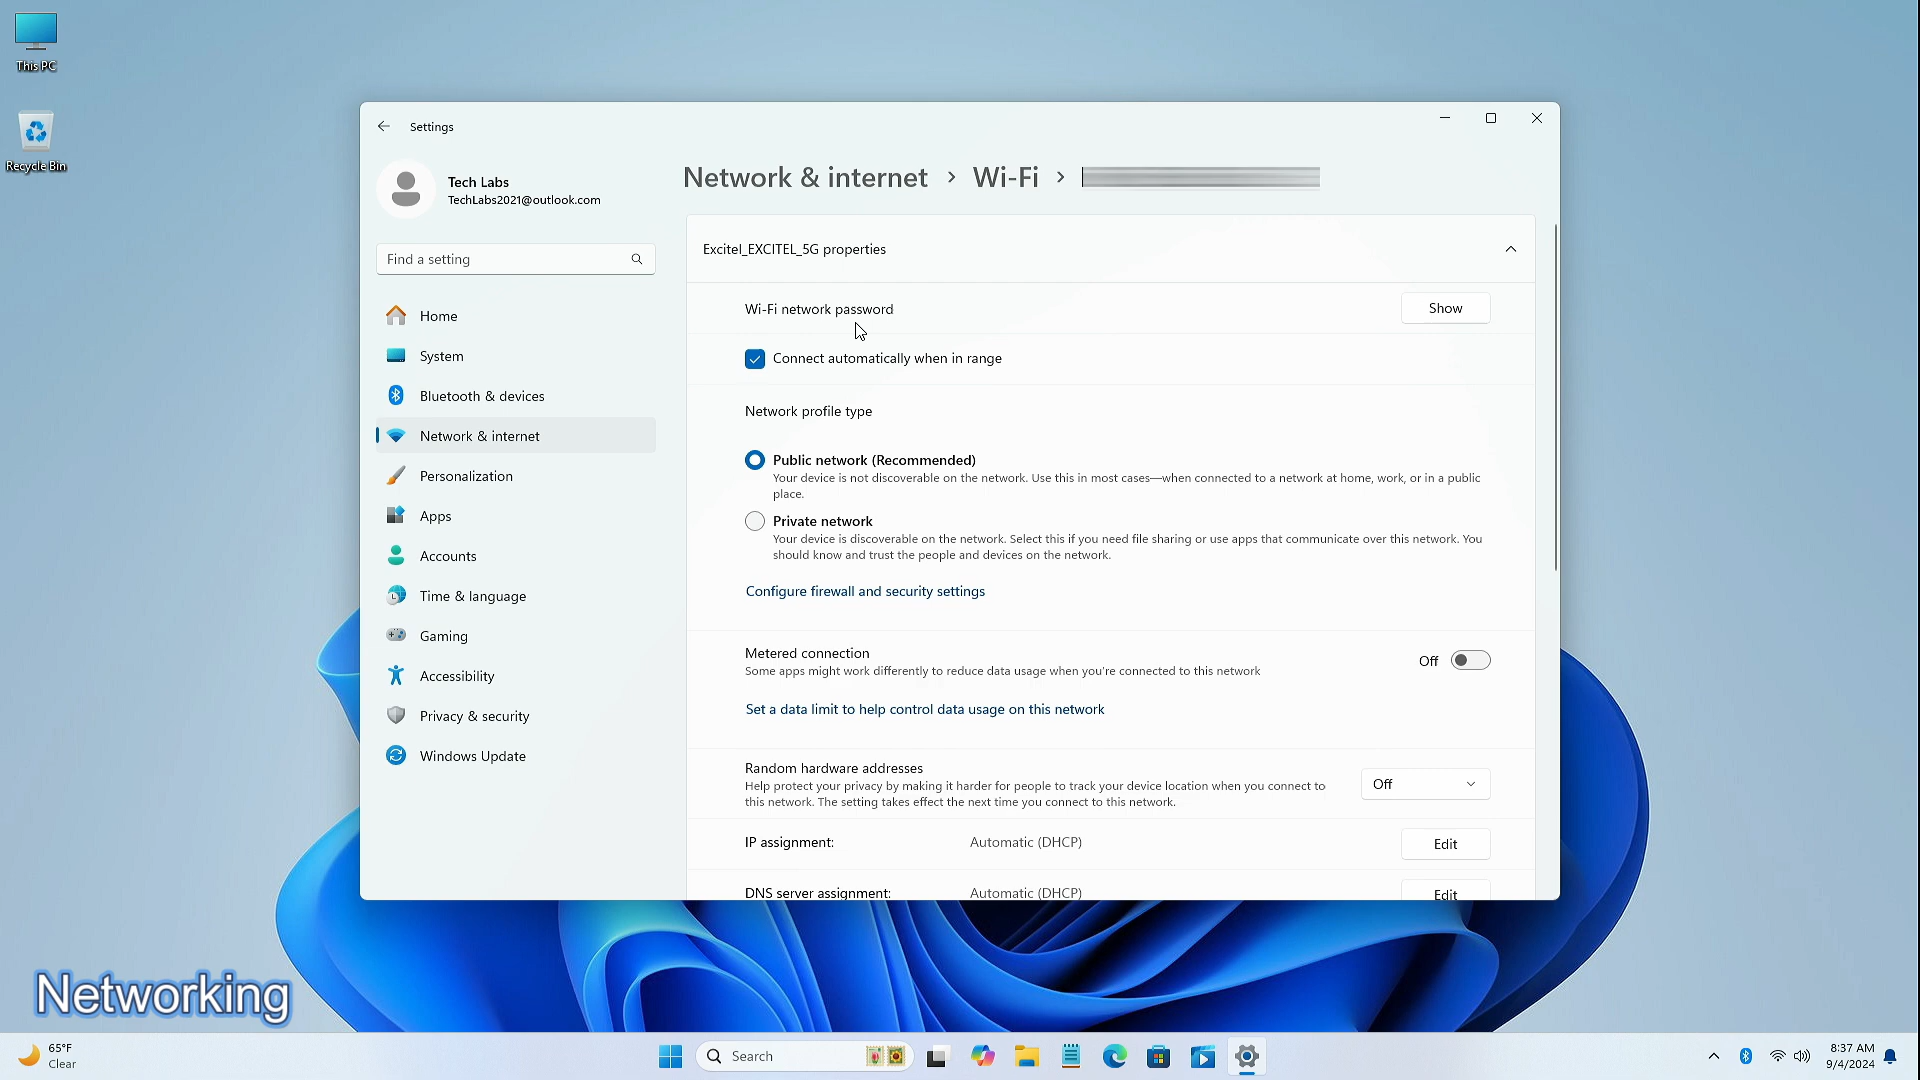 This PC
Recycle Bin
Settings
Tech Labs
TechLabs2021@outlook.com
Find a setting
Home
System
Bluetooth & devices
Network & internet
Personalization
Apps
Accounts
Time & language
Gaming
Accessibility
Privacy & security
Windows Update
Network & internet › Wi-Fi ›
Excitel_EXCITEL_5G properties
Wi-Fi network password
Show
Connect automatically when in range
Network profile type
Public network (Recommended)
Your device is not discoverable on the network. Use this in most cases—when connected to a network at home, work, or in a public
place.
Private network
Your device is discoverable on the network. Select this if you need file sharing or use apps that communicate over this network. You
should know and trust the people and devices on the network.
Configure firewall and security settings
Metered connection
Some apps might work differently to reduce data usage when you're connected to this network
Off
Set a data limit to help control data usage on this network
Random hardware addresses
Help protect your privacy by making it harder for people to track your device location when you connect to
this network. The setting takes effect the next time you connect to this network.
Off
IP assignment: Automatic (DHCP)
Edit
DNS server assignment: Automatic (DHCP)
Edit
Networking
65°F
Clear
Search
8:37 AM
9/4/2024